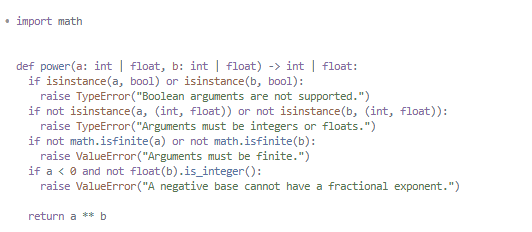 • import math

def power(a: int | float, b: int | float) -> int | float:
  if isinstance(a, bool) or isinstance(b, bool):
    raise TypeError("Boolean arguments are not supported.")
  if not isinstance(a, (int, float)) or not isinstance(b, (int, float)):
    raise TypeError("Arguments must be integers or floats.")
  if not math.isfinite(a) or not math.isfinite(b):
    raise ValueError("Arguments must be finite.")
  if a < 0 and not float(b).is_integer():
    raise ValueError("A negative base cannot have a fractional exponent.")

  return a ** b